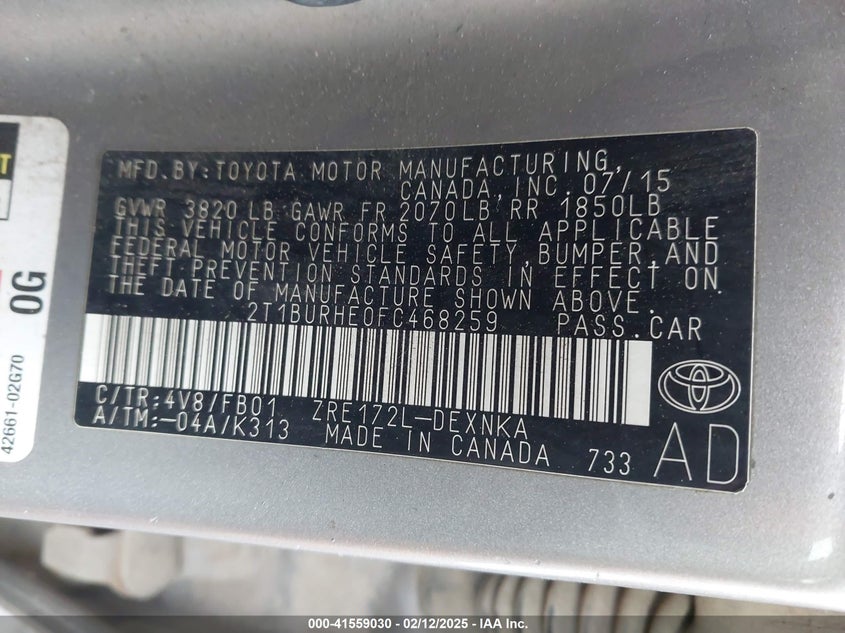 MFD.BY:TOYOTA MOTOR MANUFACTURING,
CANADA,INC.07/15
GVWR 3820 LB GAWR FR 2070LB RR 1850LB
THIS VEHICLE CONFORMS TO ALL APPLICABLE
FEDERAL MOTOR VEHICLE SAFETY,BUMPER,AND
THEFT PREVENTION STANDARDS IN EFFECT ON
THE DATE OF MANUFACTURE SHOWN ABOVE.
2T1BURHE0FC468259 PASS.CAR
C/TR:4V8/FB01 ZRE172L-DEXNKA
A/TM:-04A/K313 MADE IN CANADA 733
AD
0G
42661-02G70
000-41559030 - 02/12/2025 - IAA Inc.